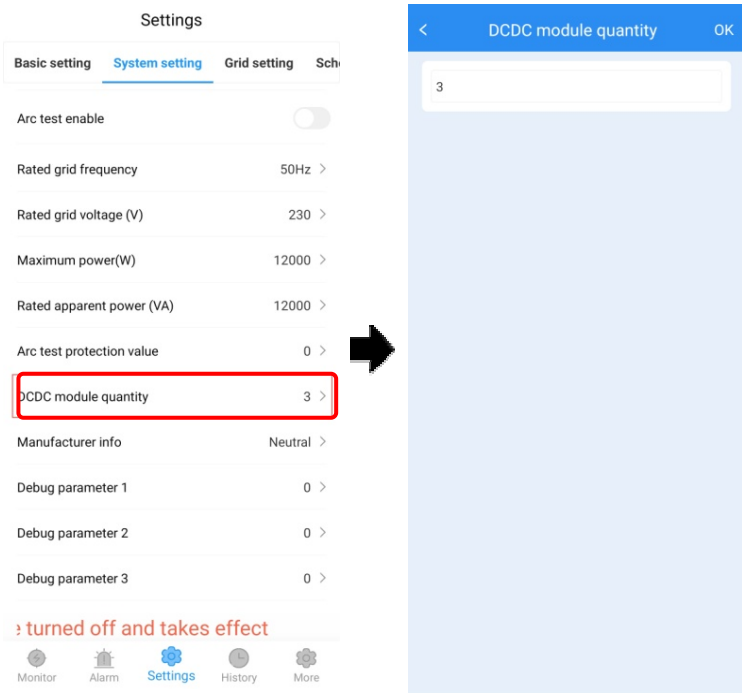 Settings
Basic setting System setting Grid setting Sch
Arc test enable
Rated grid frequency 50Hz >
Rated grid voltage (V) 230 >
Maximum power(W) 12000 >
Rated apparent power (VA) 12000 >
Arc test protection value 0 >
DCDC module quantity 3 >
Manufacturer info Neutral >
Debug parameter 1 0 >
Debug parameter 2 0 >
Debug parameter 3 0 >
e turned off and takes effect
Monitor Alarm Settings History More
< DCDC module quantity OK
3